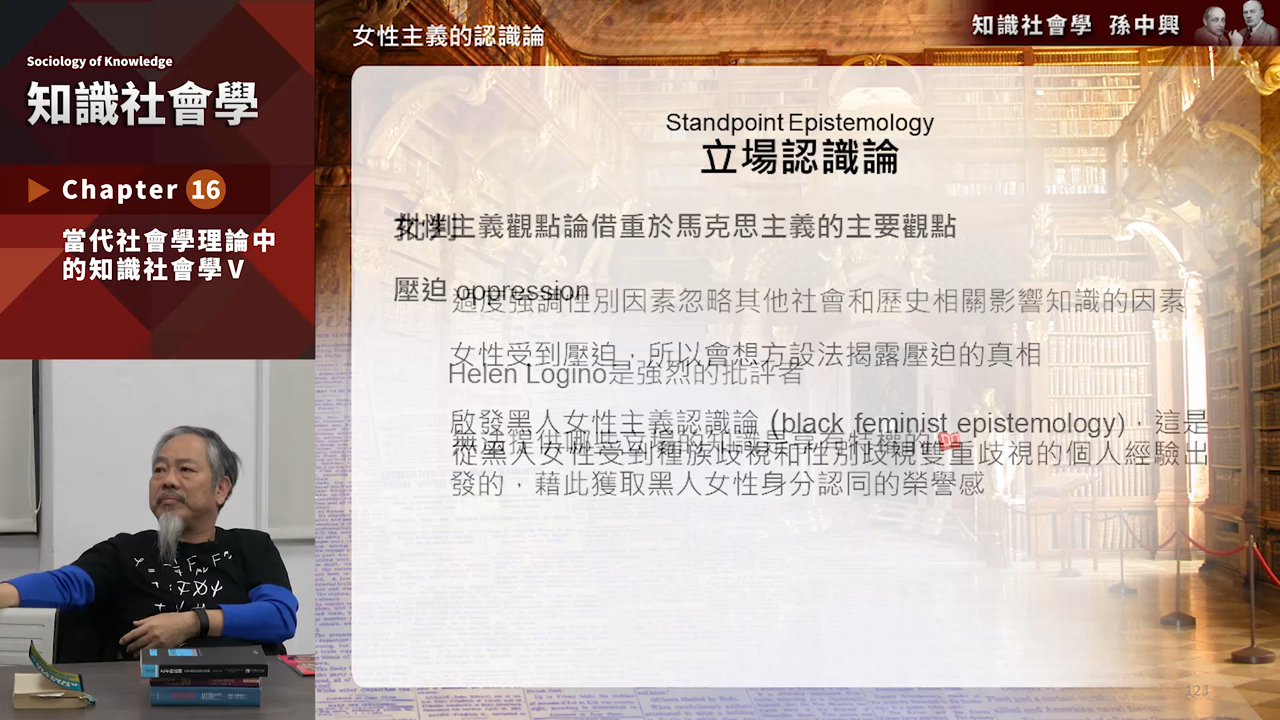 Sociology of Knowledge
知識社會學
Chapter 16
當代社會學理論中
的知識社會學 V
女性主義的認識論
知識社會學 孫中興
Standpoint Epistemology
立場認識論
女性主義觀點論借重於馬克思主義的主要觀點
批判
壓迫 oppression
過度強調性別因素忽略其他社會和歷史相關影響知識的因素
女性受到壓迫，所以會想方設法揭露壓迫的真相
Helen Logino是強烈的批評者
啟發黑人女性主義認識論 (black feminist epistemology)，這是
從黑人女性受到種族歧視和性別歧視雙重歧視的個人經驗出
發的，藉此獲取黑人女性身分認同的榮譽感
123